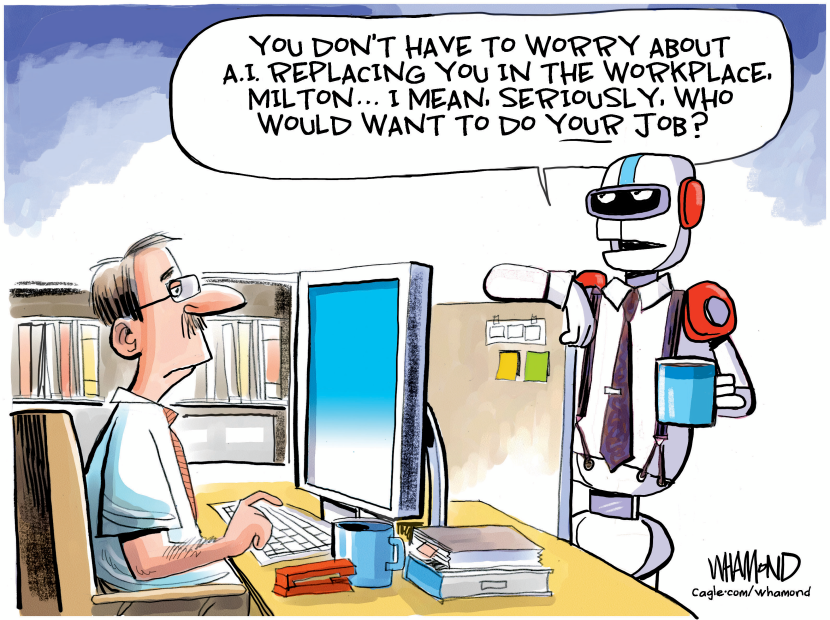 YOU DON'T HAVE TO WORRY ABOUT
A.I. REPLACING YOU IN THE WORKPLACE,
MILTON... I MEAN, SERIOUSLY, WHO
WOULD WANT TO DO YOUR JOB?
WHAMOND
Cagle.com/whamond